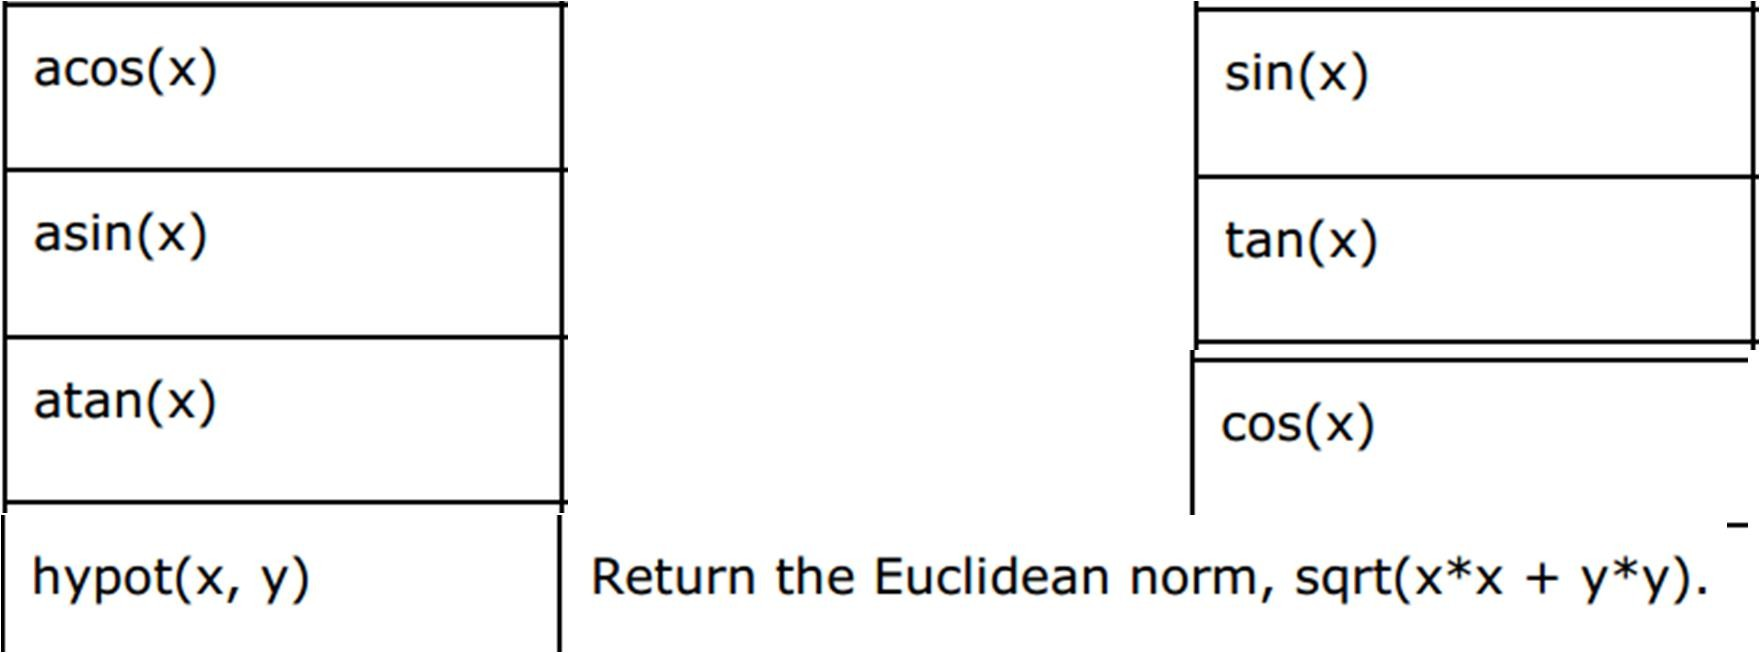 acos(x)
asin(x)
atan(x)
hypot(x, y)
Return the Euclidean norm, sqrt(x*x + y*y).
sin(x)
tan(x)
cos(x)